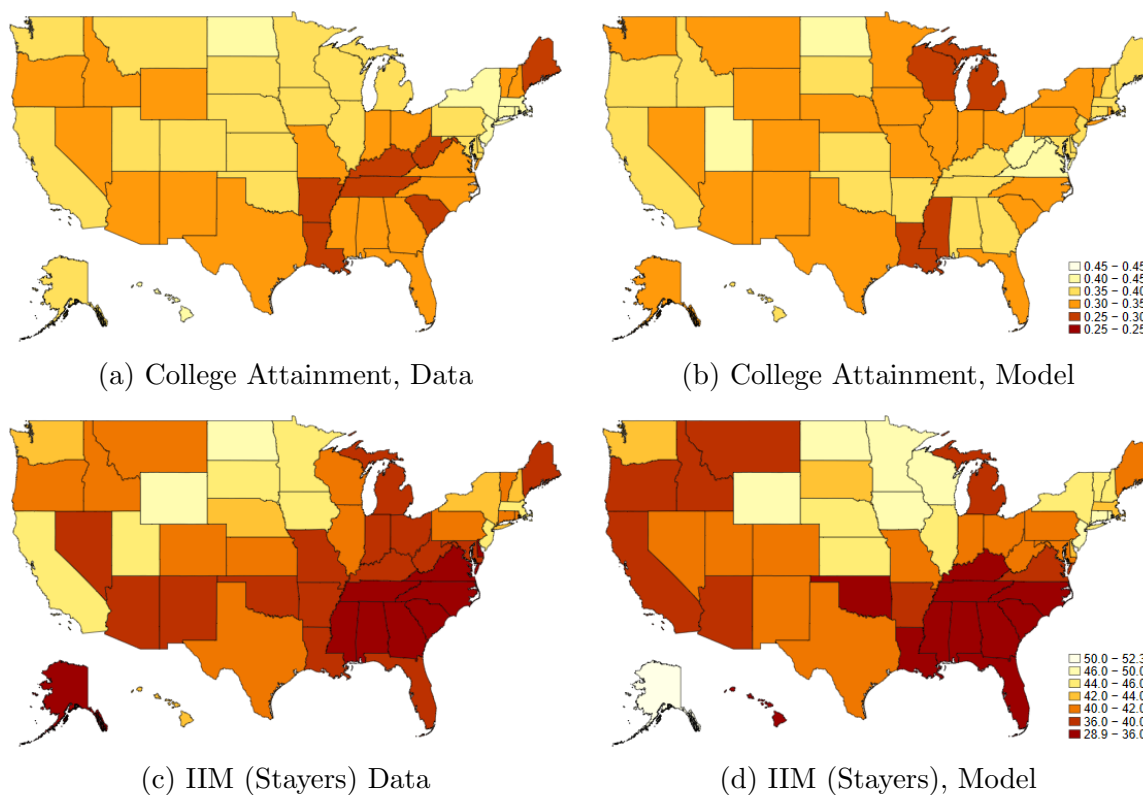 0.45 − 0.45
0.40 − 0.45
0.35 − 0.40
0.30 − 0.35
0.25 − 0.30
0.25 − 0.25
(a) College Attainment, Data
(b) College Attainment, Model
50.0 − 52.3
46.0 − 50.0
44.0 − 46.0
42.0 − 44.0
40.0 − 42.0
36.0 − 40.0
28.9 − 36.0
(c) IIM (Stayers) Data
(d) IIM (Stayers), Model